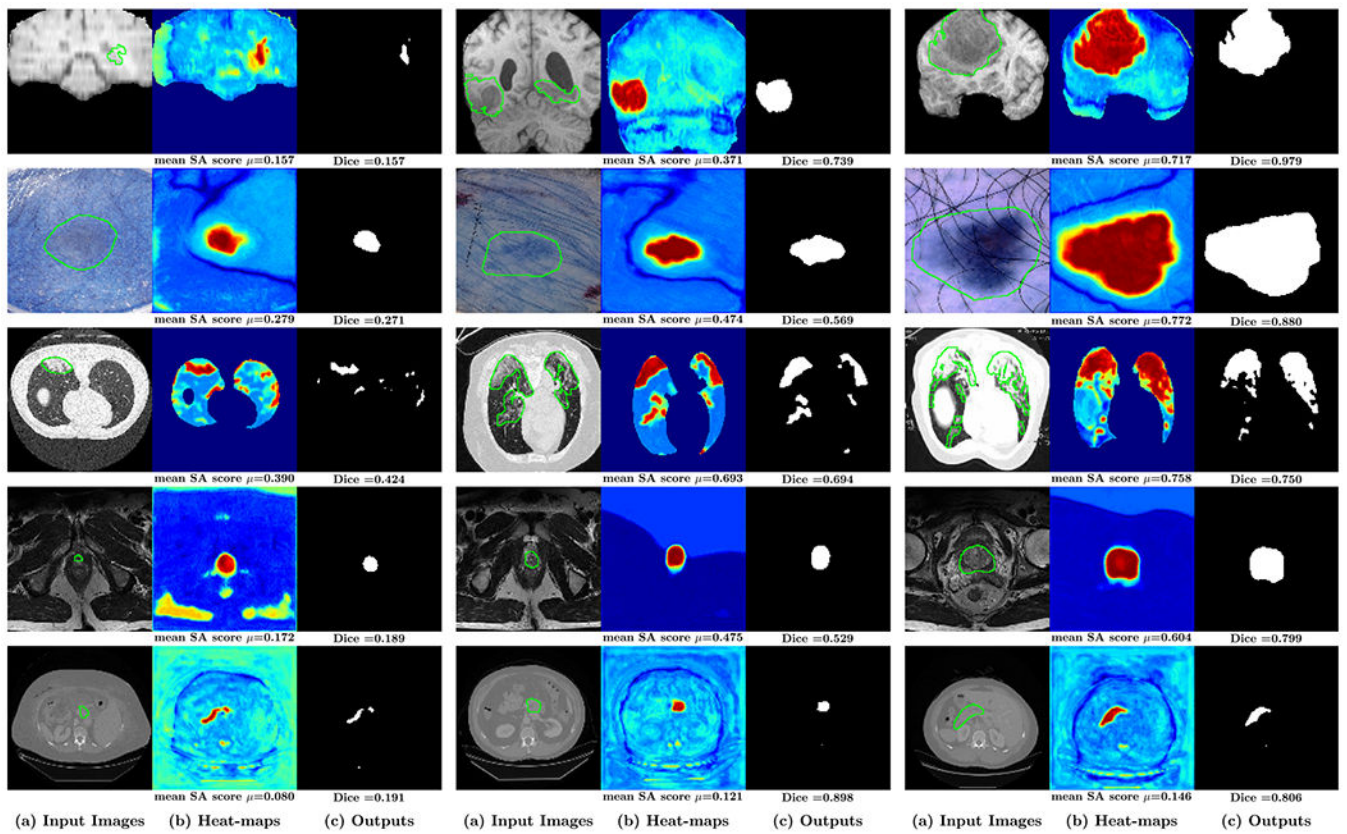 mean SA score μ=0.157 Dice =0.157 mean SA score μ=0.371 Dice =0.739 mean SA score μ=0.717 Dice =0.979
mean SA score μ=0.279 Dice =0.271 mean SA score μ=0.474 Dice =0.569 mean SA score μ=0.772 Dice =0.880
mean SA score μ=0.390 Dice =0.424 mean SA score μ=0.693 Dice =0.694 mean SA score μ=0.758 Dice =0.750
mean SA score μ=0.172 Dice =0.189 mean SA score μ=0.475 Dice =0.529 mean SA score μ=0.604 Dice =0.799
mean SA score μ=0.080 Dice =0.191 mean SA score μ=0.121 Dice =0.898 mean SA score μ=0.146 Dice =0.806
(a) Input Images (b) Heat-maps (c) Outputs (a) Input Images (b) Heat-maps (c) Outputs (a) Input Images (b) Heat-maps (c) Outputs